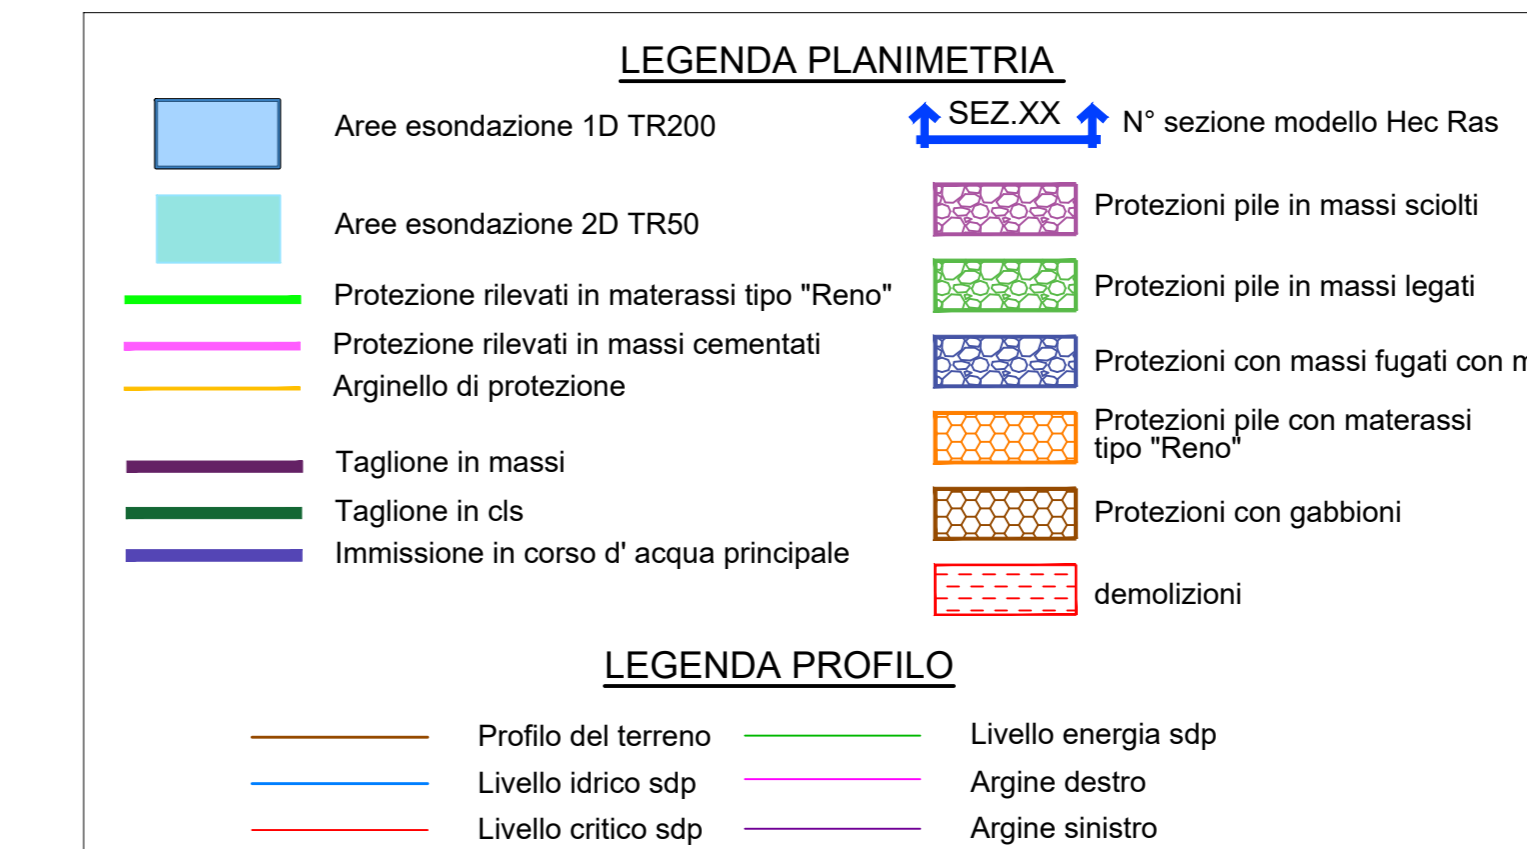 LEGENDA PLANIMETRIA
Aree esondazione 1D TR200
Aree esondazione 2D TR50
Protezione rilevati in materassi tipo "Reno"
Protezione rilevati in massi cementati
Arginello di protezione
Taglione in massi
Taglione in cls
Immissione in corso d' acqua principale
SEZ.XX
N° sezione modello Hec Ras
Protezioni pile in massi sciolti
Protezioni pile in massi legati
Protezioni con massi fugati con
Protezioni pile con materassi
tipo "Reno"
Protezioni con gabbioni
demolizioni
LEGENDA PROFILO
Profilo del terreno
Livello idrico sdp
Livello critico sdp
Livello energia sdp
Argine destro
Argine sinistro